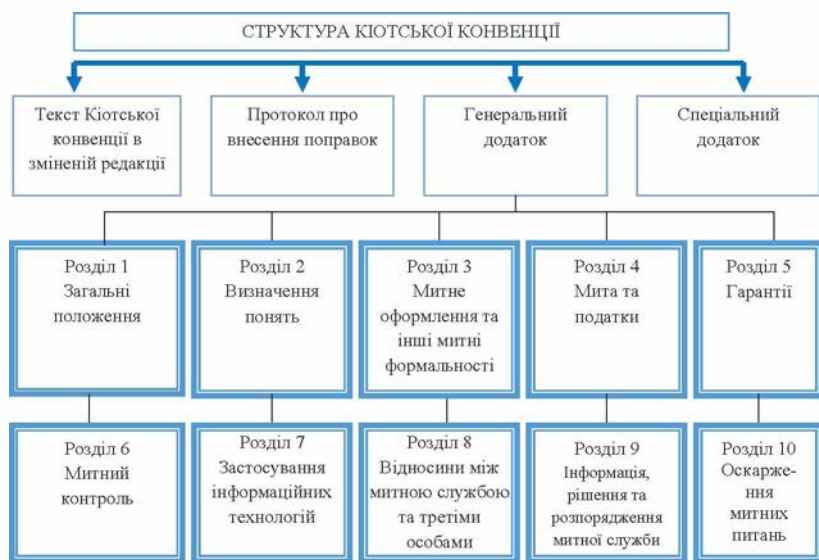 СТРУКТУРА КІОТСЬКОЇ КОНВЕНЦІЇ
Текст Кіотської
конвенції в
зміненій редакції
Протокол про
внесення поправок
Генеральний
додаток
Спеціальний
додаток
Розділ 1
Загальні
положення
Розділ 2
Визначення
понять
Розділ 3
Митне
оформлення та
інші митні
формальності
Розділ 4
Мита та
податки
Розділ 5
Гарантії
Розділ 6
Митний
контроль
Розділ 7
Застосування
інформаційних
технологій
Розділ 8
Відносини між
митною службою
та третіми
особами
Розділ 9
Інформація,
рішення та
розпорядження
митної служби
Розділ 10
Оскарже-
ння
митних
питань